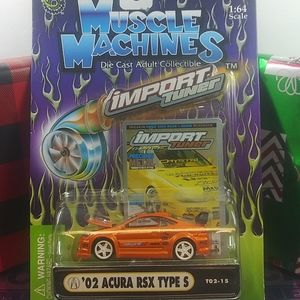 MUSCLE
MACHINES
1:64
Scale
Die Cast Adult Collectible
TM
IMPORT
TUNER
IMPORT
TUNER
'02 ACURA RSX TYPE S
T02-15